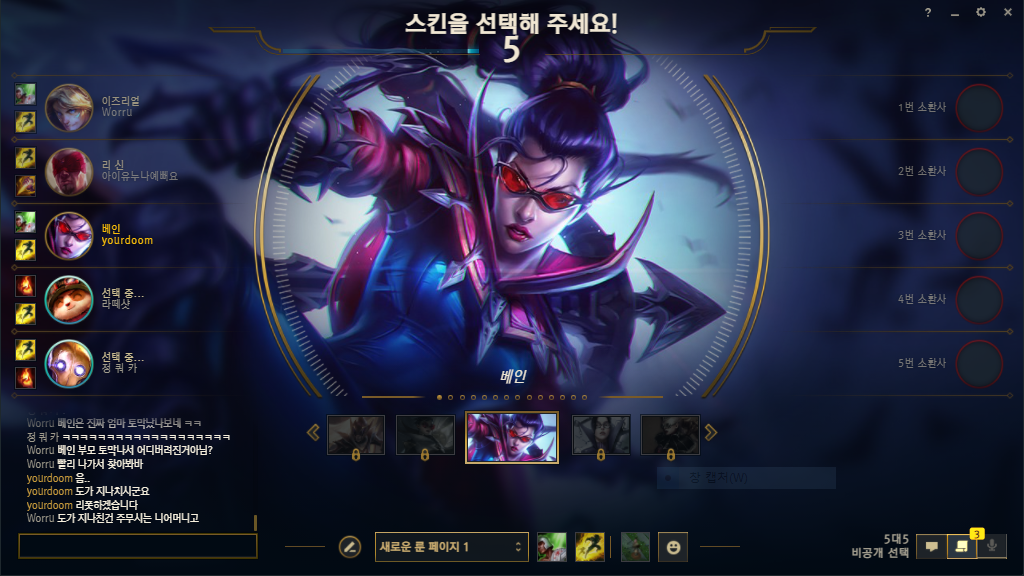 스킨을 선택해 주세요!
5
?
이즈리얼
Worru
리 신
아이유누나예뻐요
베인
yourdoom
선택 중...
라떼샷
선택 중...
정 쿼 카
1번 소환사
2번 소환사
3번 소환사
4번 소환사
5번 소환사
베인
Worru 베인은 진짜 엄마 토막났나보네 ㅋㅋ
정 쿼 카 ㅋㅋㅋㅋㅋㅋㅋㅋㅋㅋㅋㅋㅋㅋㅋㅋㅋㅋㅋ
Worru 베인 부모 토막나서 어디버려진거아님?
Worru 빨리 나가서 찾아봐바
yourdoom 음..
yourdoom 도가 지나치시군요
yourdoom 리폿하겠습니다
Worru 도가 지나친건 주무시는 니어머니고
창 캡처(W)
새로운 룬 페이지 1
5대5
비공개 선택
3